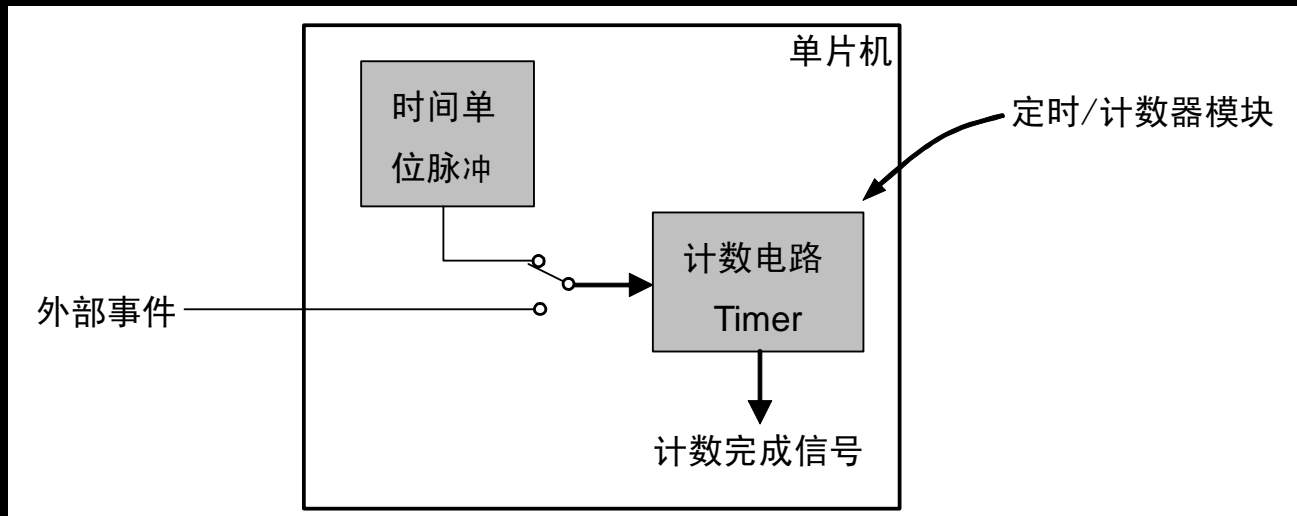 单片机
时间单
位脉冲
定时/计数器模块
计数电路
Timer
外部事件
计数完成信号